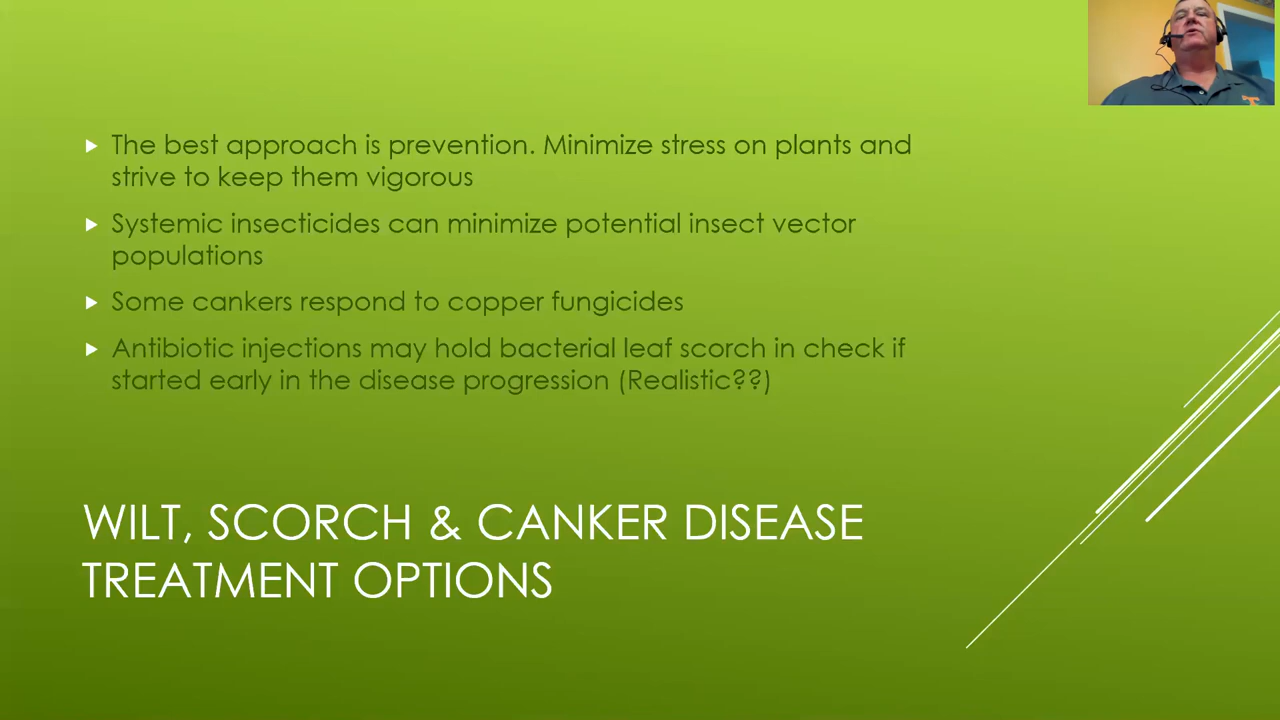 The best approach is prevention. Minimize stress on plants and
strive to keep them vigorous
Systemic insecticides can minimize potential insect vector
populations
Some cankers respond to copper fungicides
Antibiotic injections may hold bacterial leaf scorch in check if
started early in the disease progression (Realistic??)
WILT, SCORCH & CANKER DISEASE
TREATMENT OPTIONS